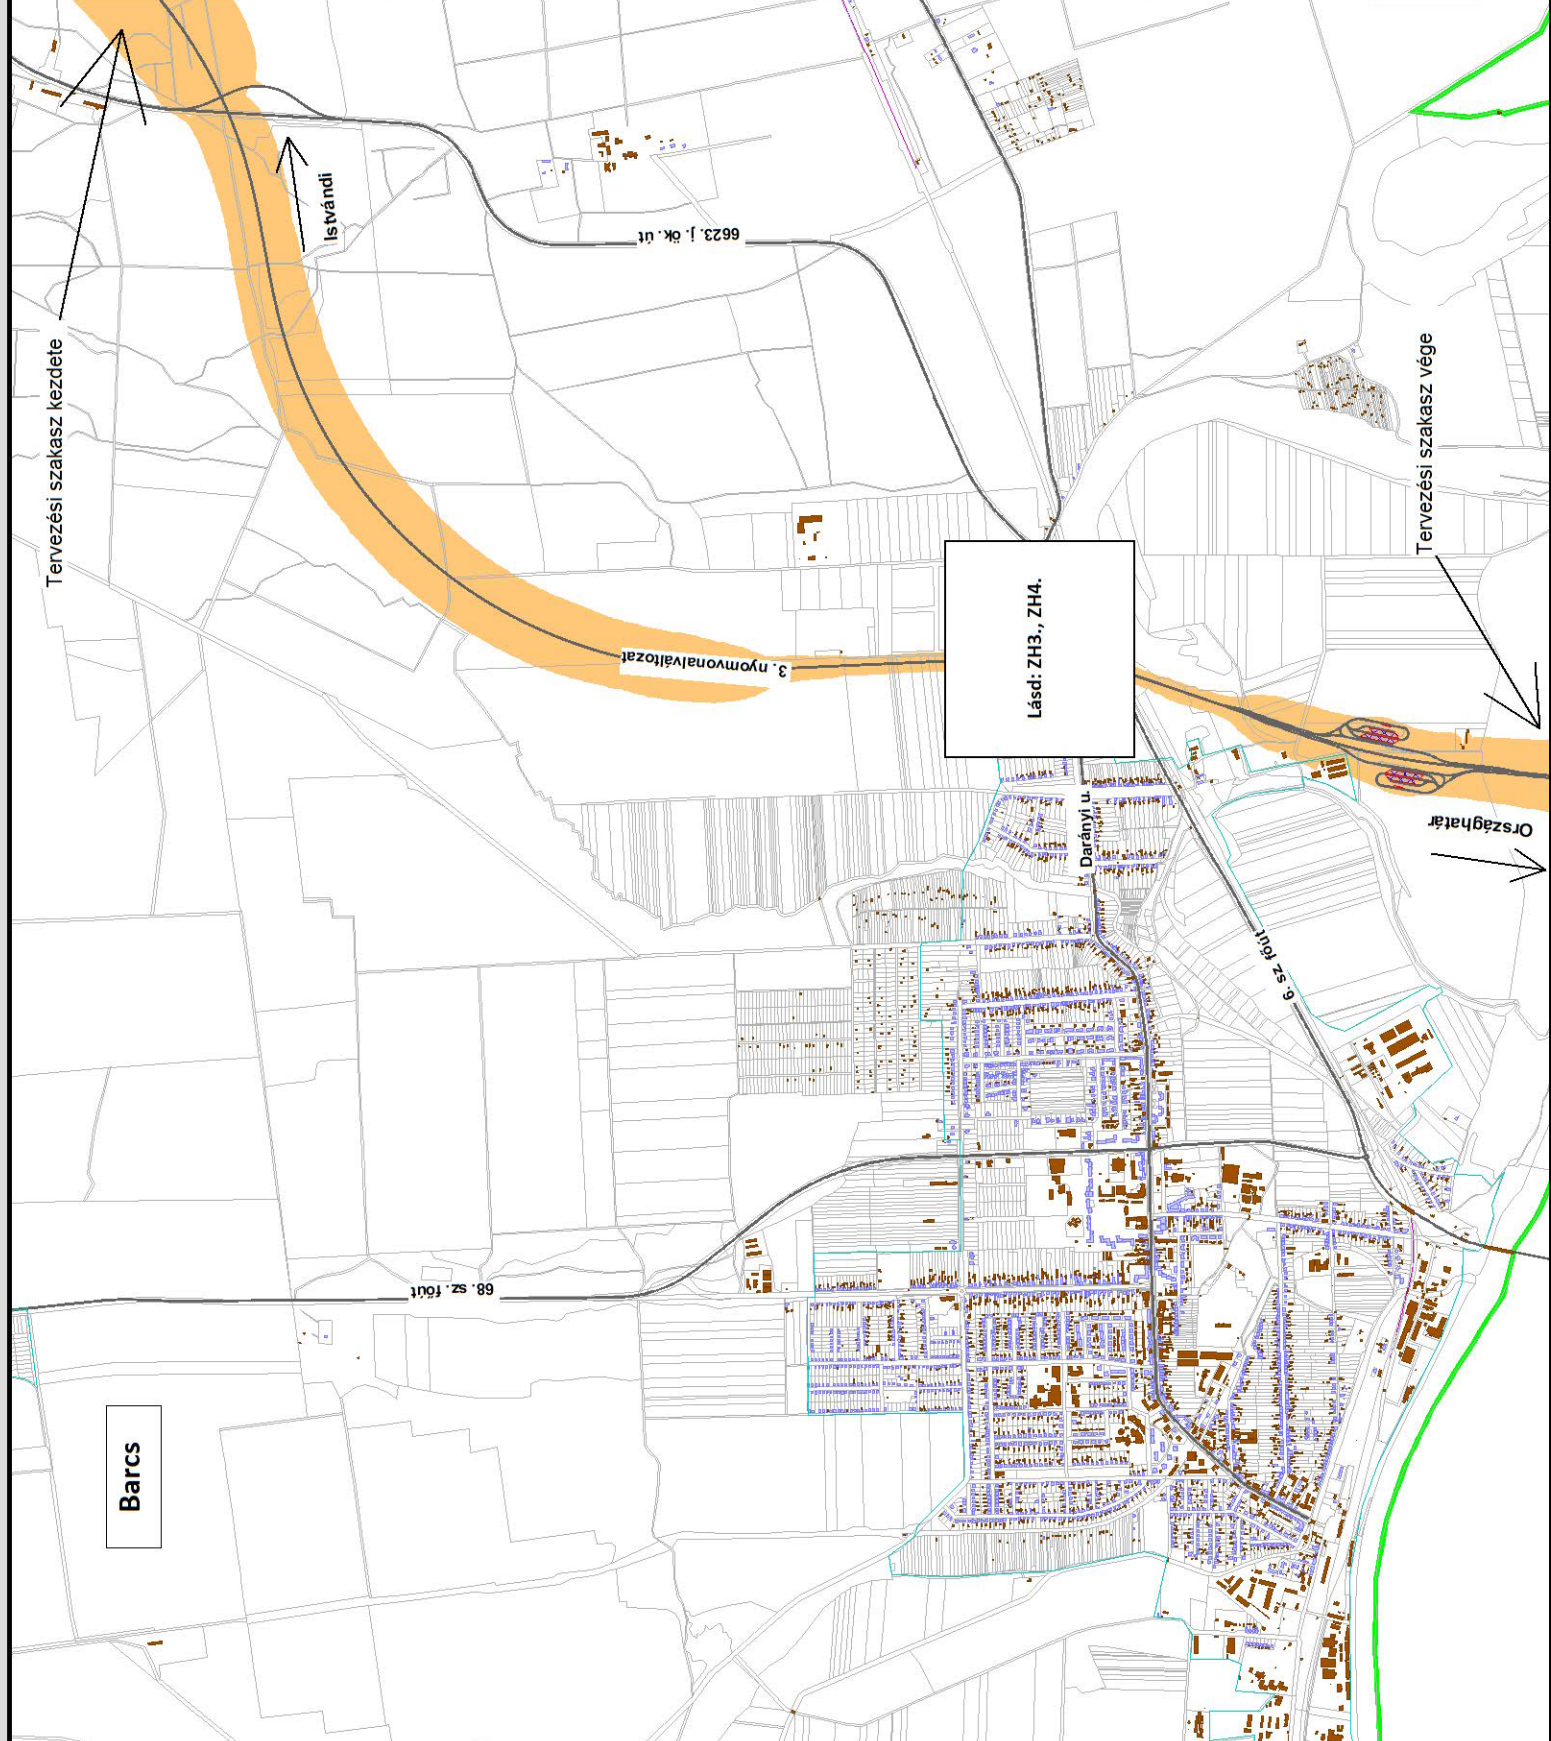 Tervezési szakasz kezdete
Istvándi
6623. j. ök. út
3. nyomvonalváltozat
Lásd: ZH3., ZH4.
Tervezési szakasz vége
Országhatár
Darányi u.
6. sz. főút
68. sz. főút
Barcs